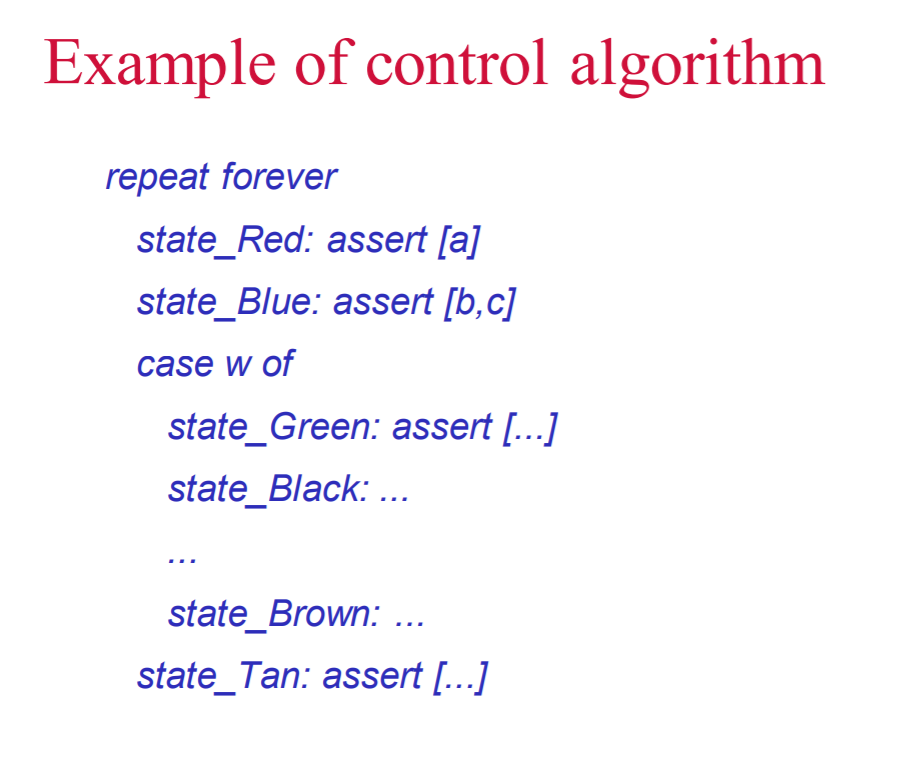 Example of control algorithm
repeat forever
state_Red: assert [a]
state_Blue: assert [b,c]
case w of
state_Green: assert [...]
state_Black: ...
...
state_Brown: ...
state_Tan: assert [...]